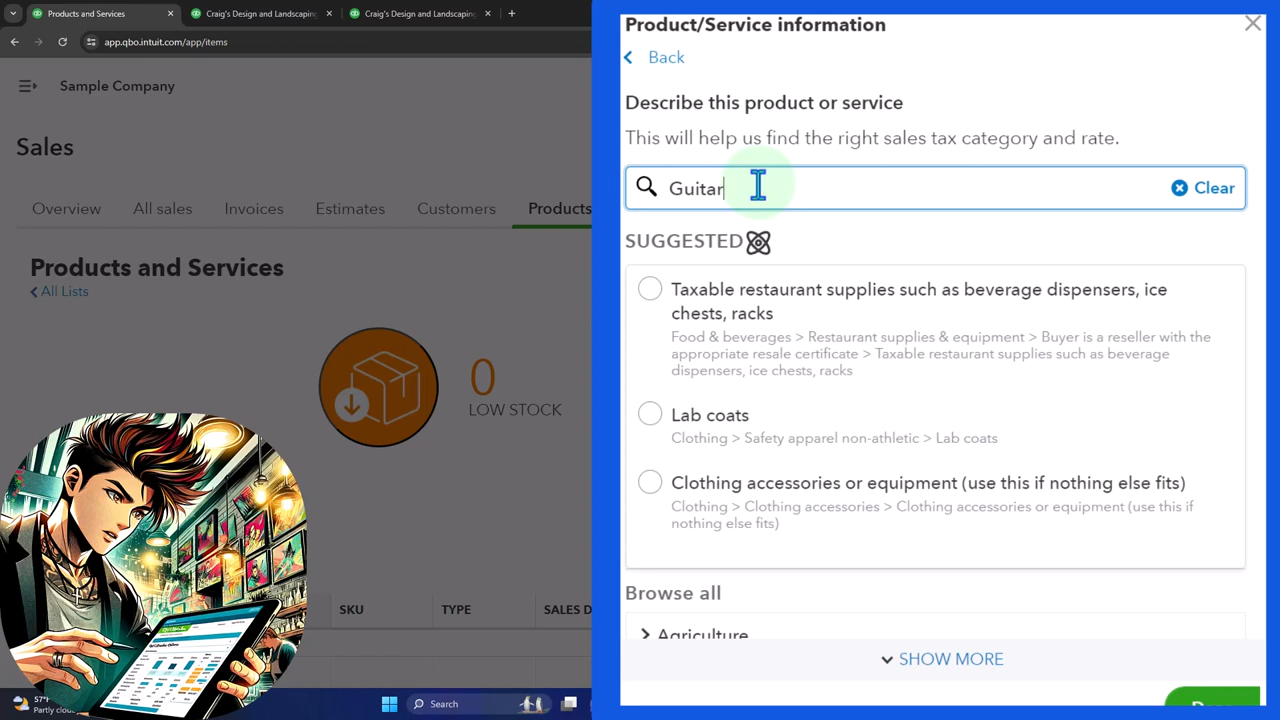 Products and Services
Craig's Design and Landscaping
Craig's Design and Landscaping
app.qbo.intuit.com/app/items
Sample Company
Sales
Overview
All sales
Invoices
Estimates
Customers
Products
Products and Services
All Lists
0
LOW STOCK
SKU
TYPE
SALES D
57°F
Partly cloudy
Search
Product/Service information
Back
Describe this product or service
This will help us find the right sales tax category and rate.
Guitar
Clear
SUGGESTED
Taxable restaurant supplies such as beverage dispensers, ice
chests, racks
Food & beverages > Restaurant supplies & equipment > Buyer is a reseller with the
appropriate resale certificate > Taxable restaurant supplies such as beverage
dispensers, ice chests, racks
Lab coats
Clothing > Safety apparel non-athletic > Lab coats
Clothing accessories or equipment (use this if nothing else fits)
Clothing > Clothing accessories > Clothing accessories or equipment (use this if
nothing else fits)
Browse all
Agriculture
SHOW MORE